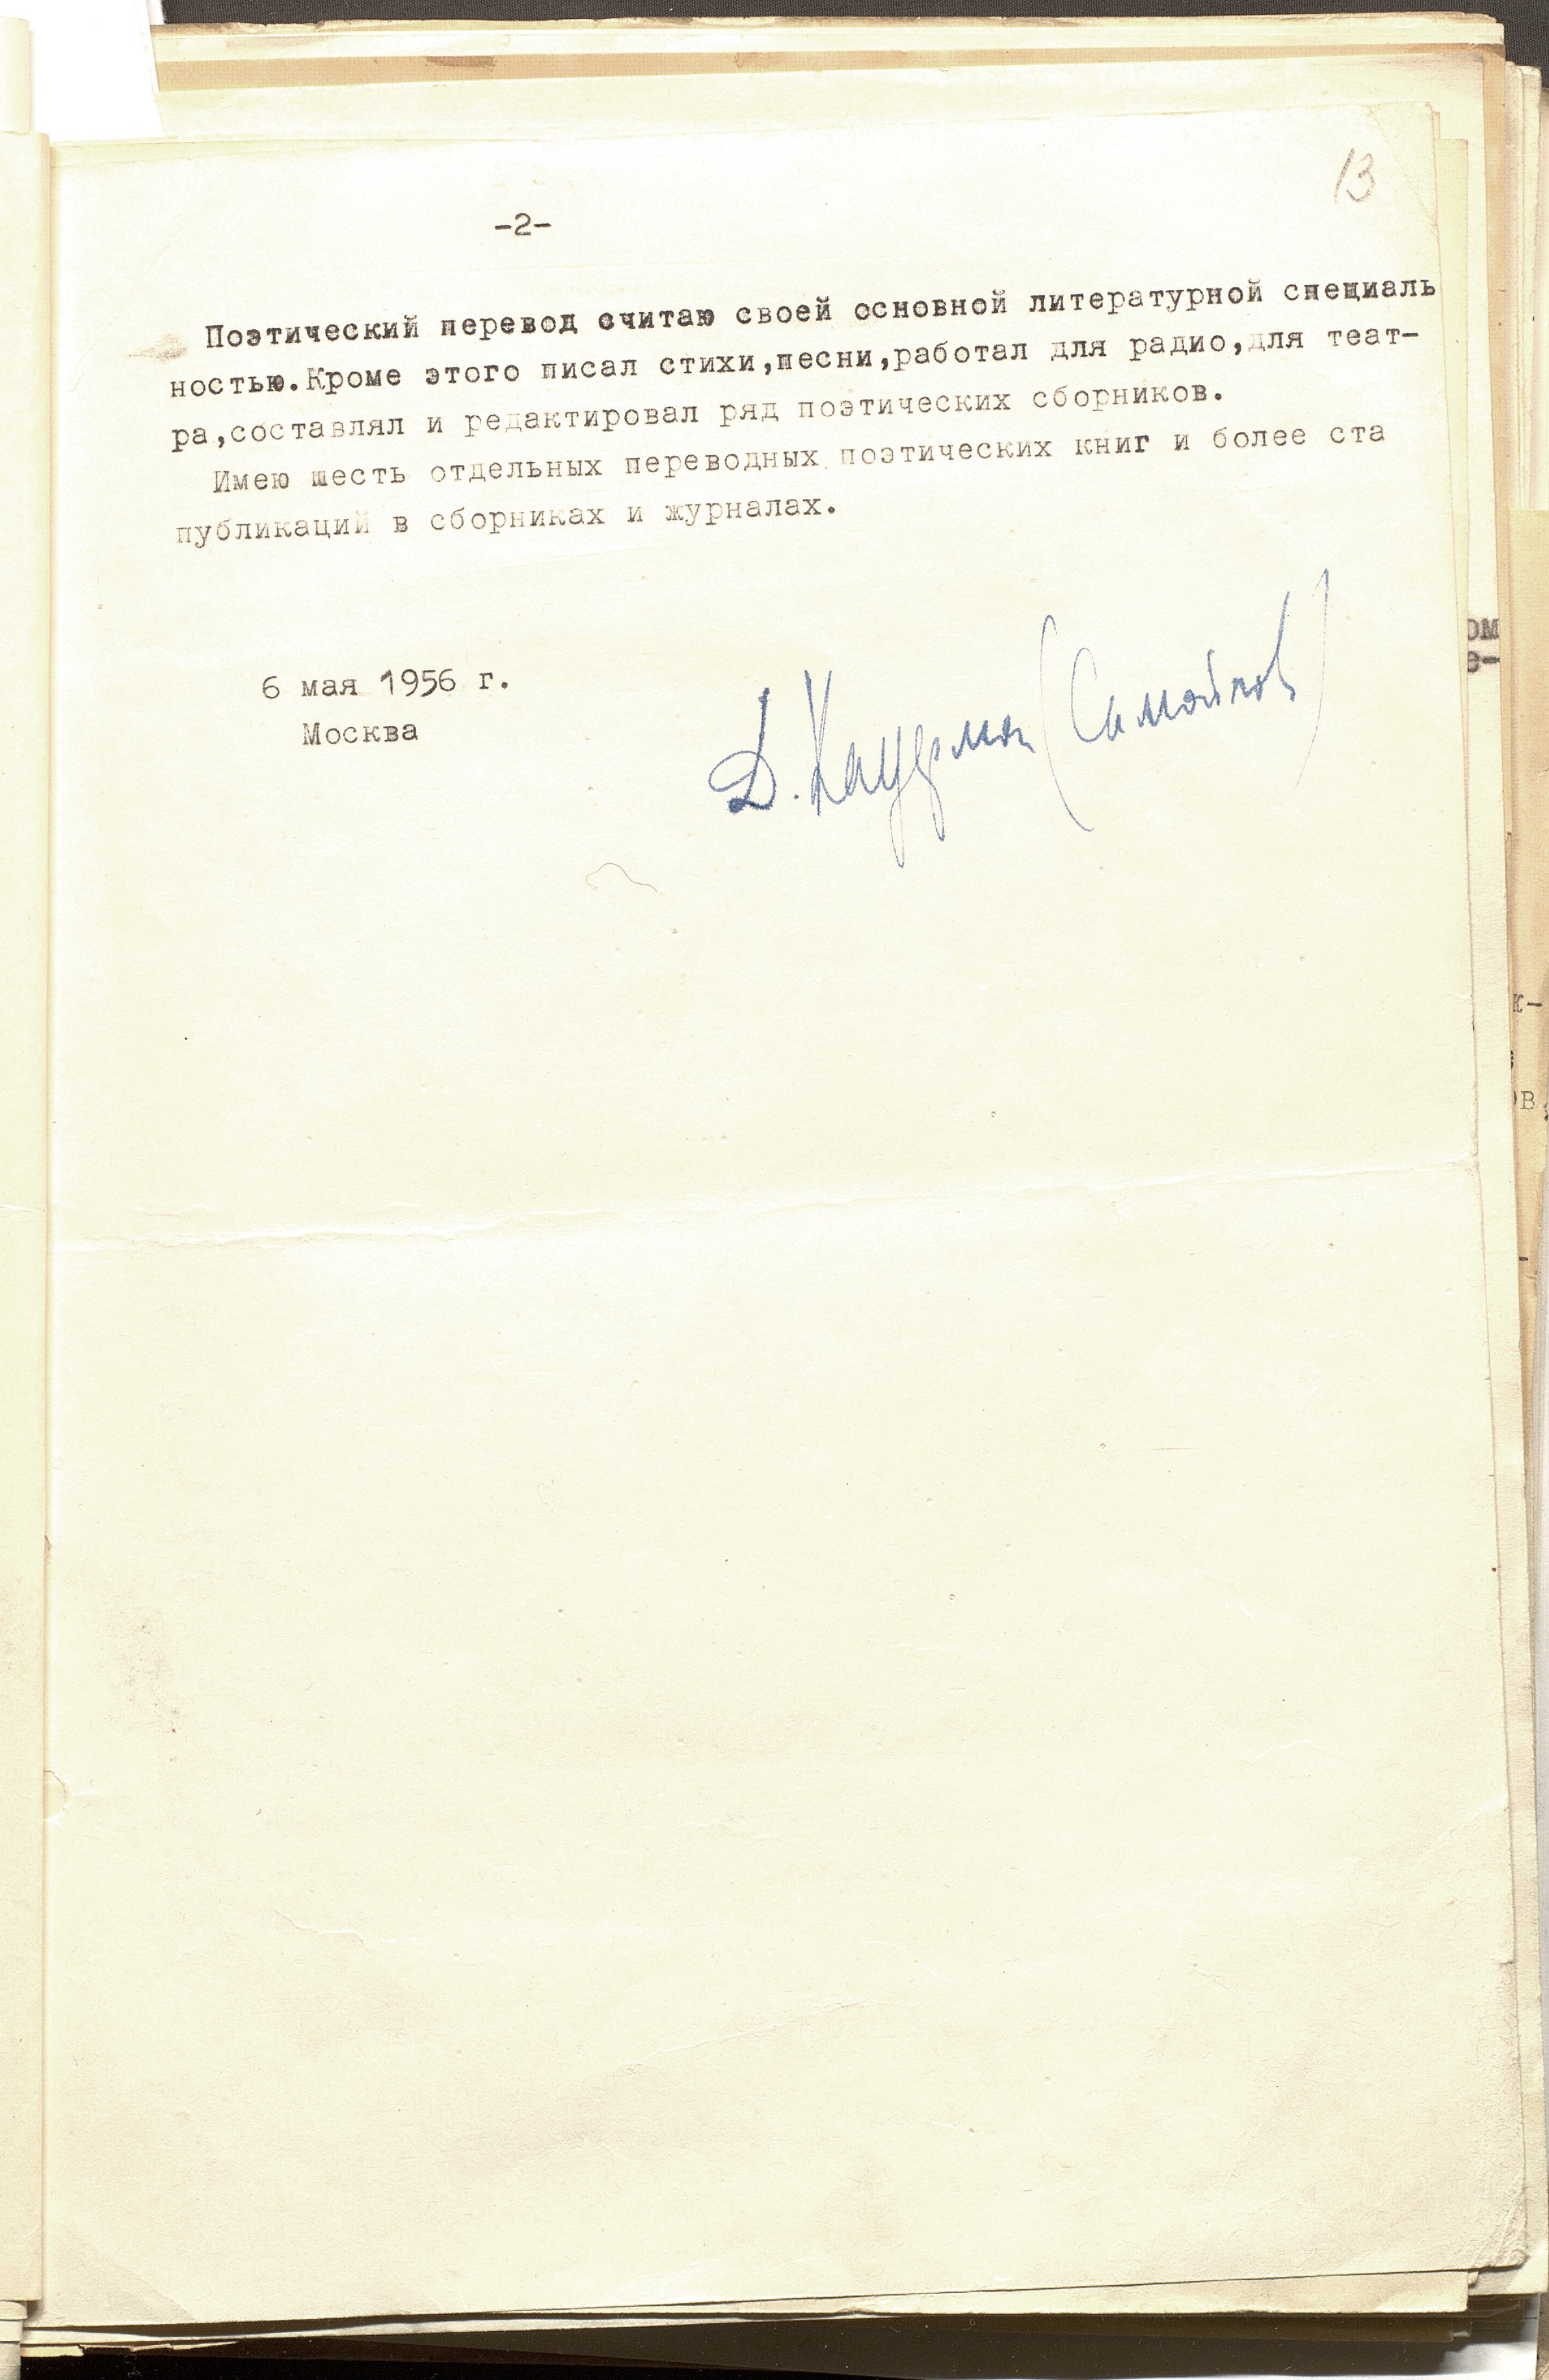 13
-2-
Поэтический перевод считаю своей основной литературной специаль
ностью.Кроме этого писал стихи,песни,работал для радио,для теат-
ра,составлял и редактировал ряд поэтических сборников.
Имею шесть отдельных переводных поэтических книг и более ста
публикаций в сборниках и журналах.
6 мая 1956 г.
Москва
Д. Кауфман (Самойлов)
ом
е-
к-
ов,